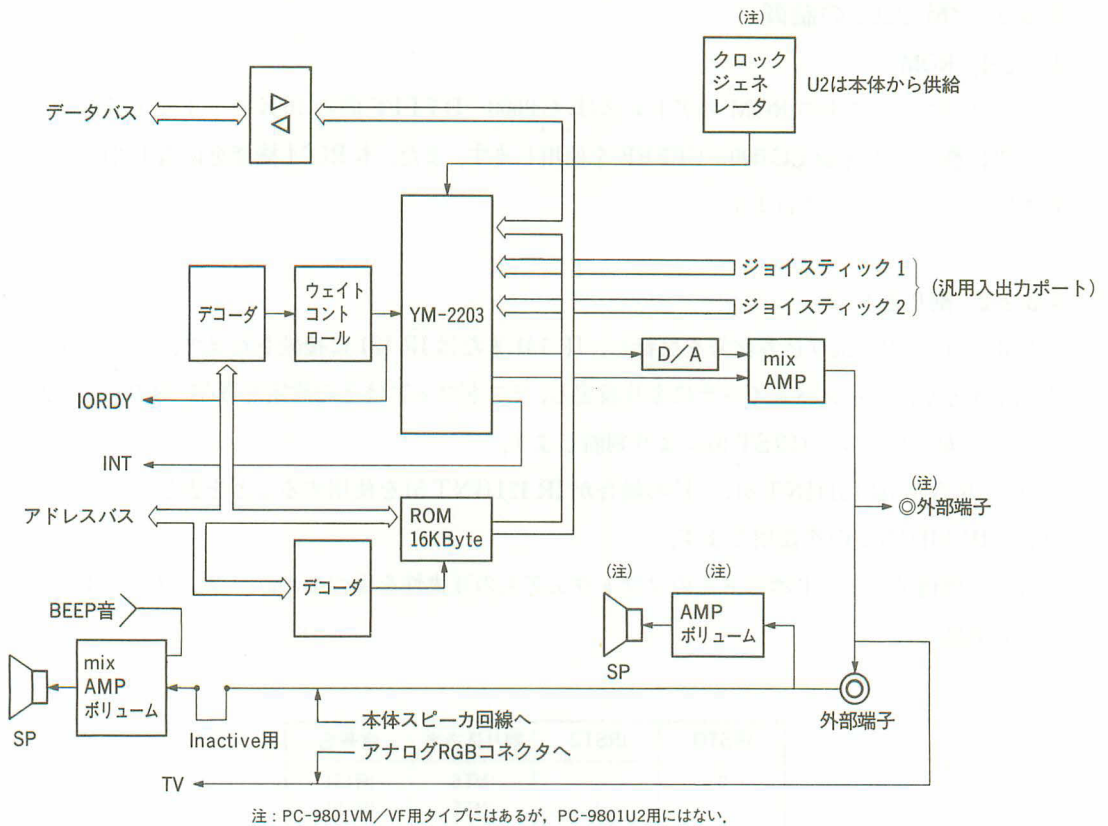 (注)
クロック
ジェネ
レータ
U2は本体から供給
データバス
デコーダ
ウェイト
コント
ロール
YM-2203
ジョイスティック1
ジョイスティック2
(汎用入出力ポート)
D/A
mix
AMP
IORDY
INT
アドレスバス
ROM
16KByte
デコーダ
(注)
◎外部端子
BEEP音
mix
AMP
ボリューム
SP
Inactive用
(注)
SP
(注)
AMP
ボリューム
外部端子
本体スピーカ回線へ
アナログRGBコネクタへ
TV
注:PC-9801VM/VF用タイプにはあるが,PC-9801U2用にはない.